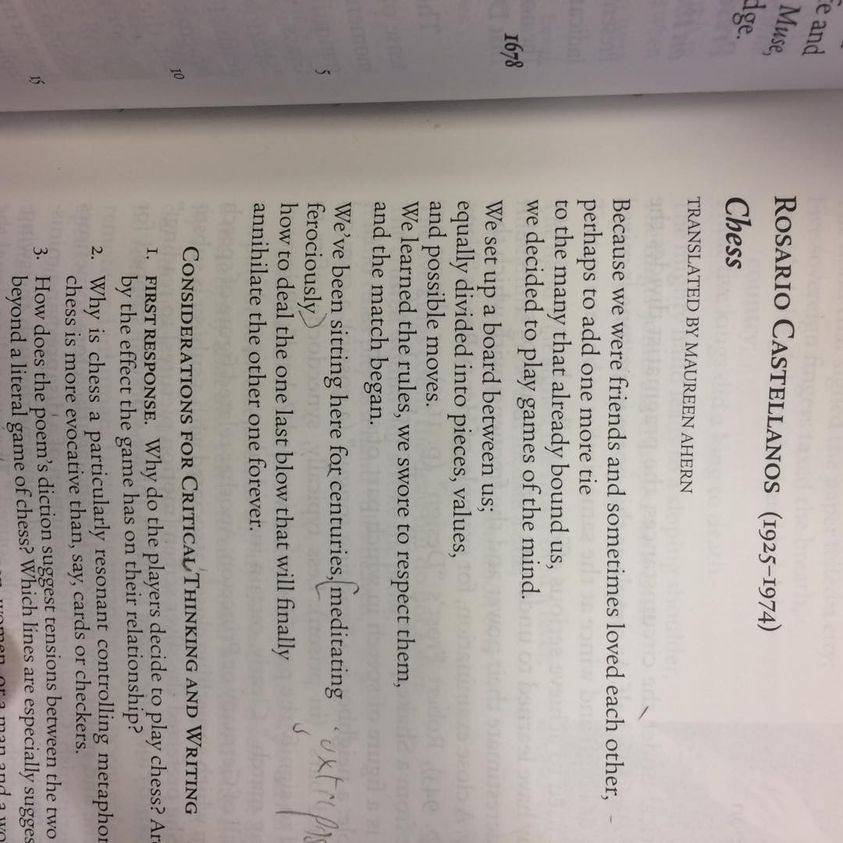 e and
Muse,
dge.
1678
ROSARIO CASTELLANOS (1925–1974)
Chess
TRANSLATED BY MAUREEN AHERN
Because we were friends and sometimes loved each other,
perhaps to add one more tie
to the many that already bound us,
we decided to play games of the mind.
We set up a board between us;
equally divided into pieces, values, 5
and possible moves.
We learned the rules, we swore to respect them,
and the match began.
We've been sitting here for centuries, meditating
ferociously 10
how to deal the one last blow that will finally
annihilate the other one forever.
CONSIDERATIONS FOR CRITICAL THINKING AND WRITING
1. FIRST RESPONSE. Why do the players decide to play chess? Ar
by the effect the game has on their relationship?
2. Why is chess a particularly resonant controlling metaphor
chess is more evocative than, say, cards or checkers.
3. How does the poem's diction suggest tensions between the two
beyond a literal game of chess? Which lines are especially sugges
women, or a man and a wo
15